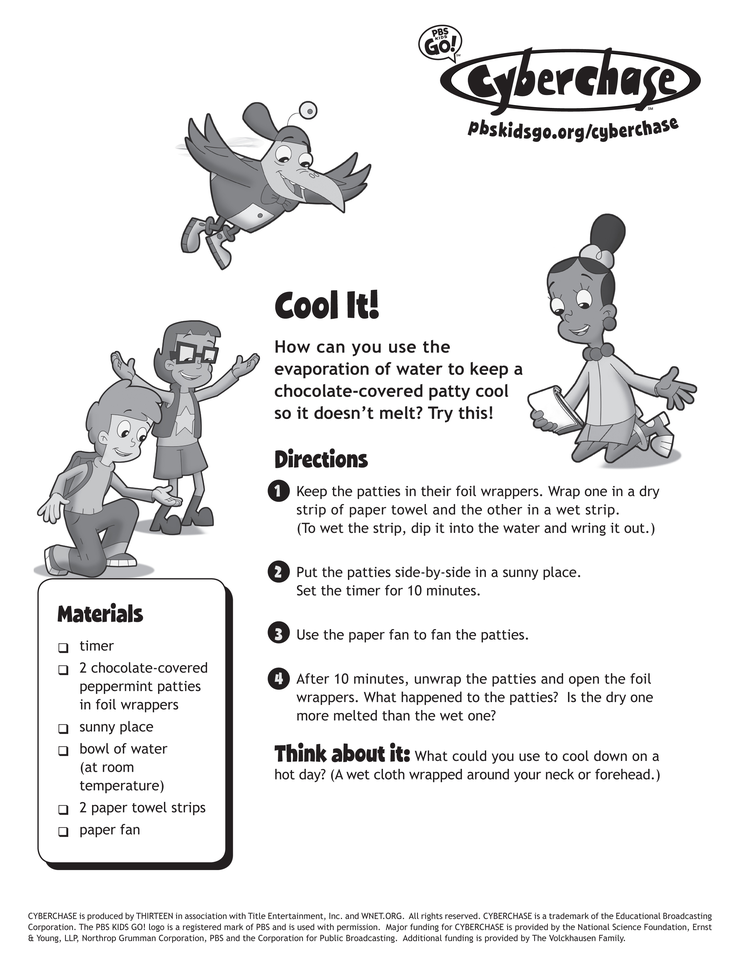 PBS
KIDS
GO!
Cyberchase
™
pbskidsgo.org/cyberchase
Cool It!
How can you use the
evaporation of water to keep a
chocolate-covered patty cool
so it doesn’t melt? Try this!
Directions
1 Keep the patties in their foil wrappers. Wrap one in a dry
strip of paper towel and the other in a wet strip.
(To wet the strip, dip it into the water and wring it out.)
2 Put the patties side-by-side in a sunny place.
Set the timer for 10 minutes.
3 Use the paper fan to fan the patties.
4 After 10 minutes, unwrap the patties and open the foil
wrappers. What happened to the patties? Is the dry one
more melted than the wet one?
Think about it: What could you use to cool down on a
hot day? (A wet cloth wrapped around your neck or forehead.)
Materials
❑ timer
❑ 2 chocolate-covered
peppermint patties
in foil wrappers
❑ sunny place
❑ bowl of water
(at room
temperature)
❑ 2 paper towel strips
❑ paper fan
CYBERCHASE is produced by THIRTEEN in association with Title Entertainment, Inc. and WNET.ORG. All rights reserved. CYBERCHASE is a trademark of the Educational Broadcasting
Corporation. The PBS KIDS GO! logo is a registered mark of PBS and is used with permission. Major funding for CYBERCHASE is provided by the National Science Foundation, Ernst
& Young, LLP, Northrop Grumman Corporation, PBS and the Corporation for Public Broadcasting. Additional funding is provided by The Volckhausen Family.